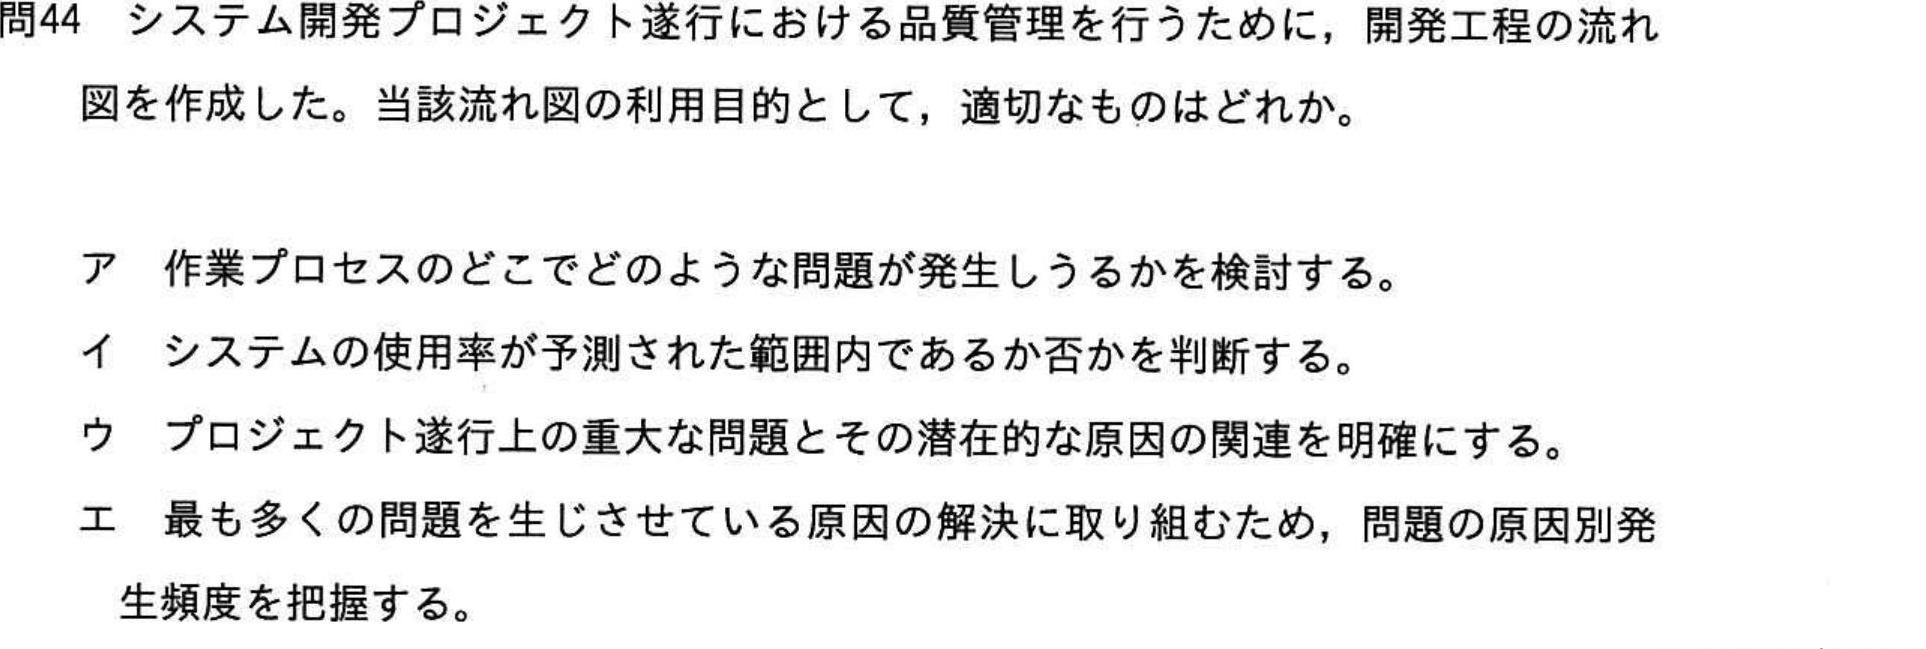 問44　システム開発プロジェクト遂行における品質管理を行うために，開発工程の流れ
図を作成した。当該流れ図の利用目的として，適切なものはどれか。
ア　作業プロセスのどこでどのような問題が発生しうるかを検討する。
イ　システムの使用率が予測された範囲内であるか否かを判断する。
ウ　プロジェクト遂行上の重大な問題とその潜在的な原因の関連を明確にする。
エ　最も多くの問題を生じさせている原因の解決に取り組むため，問題の原因別発
生頻度を把握する。